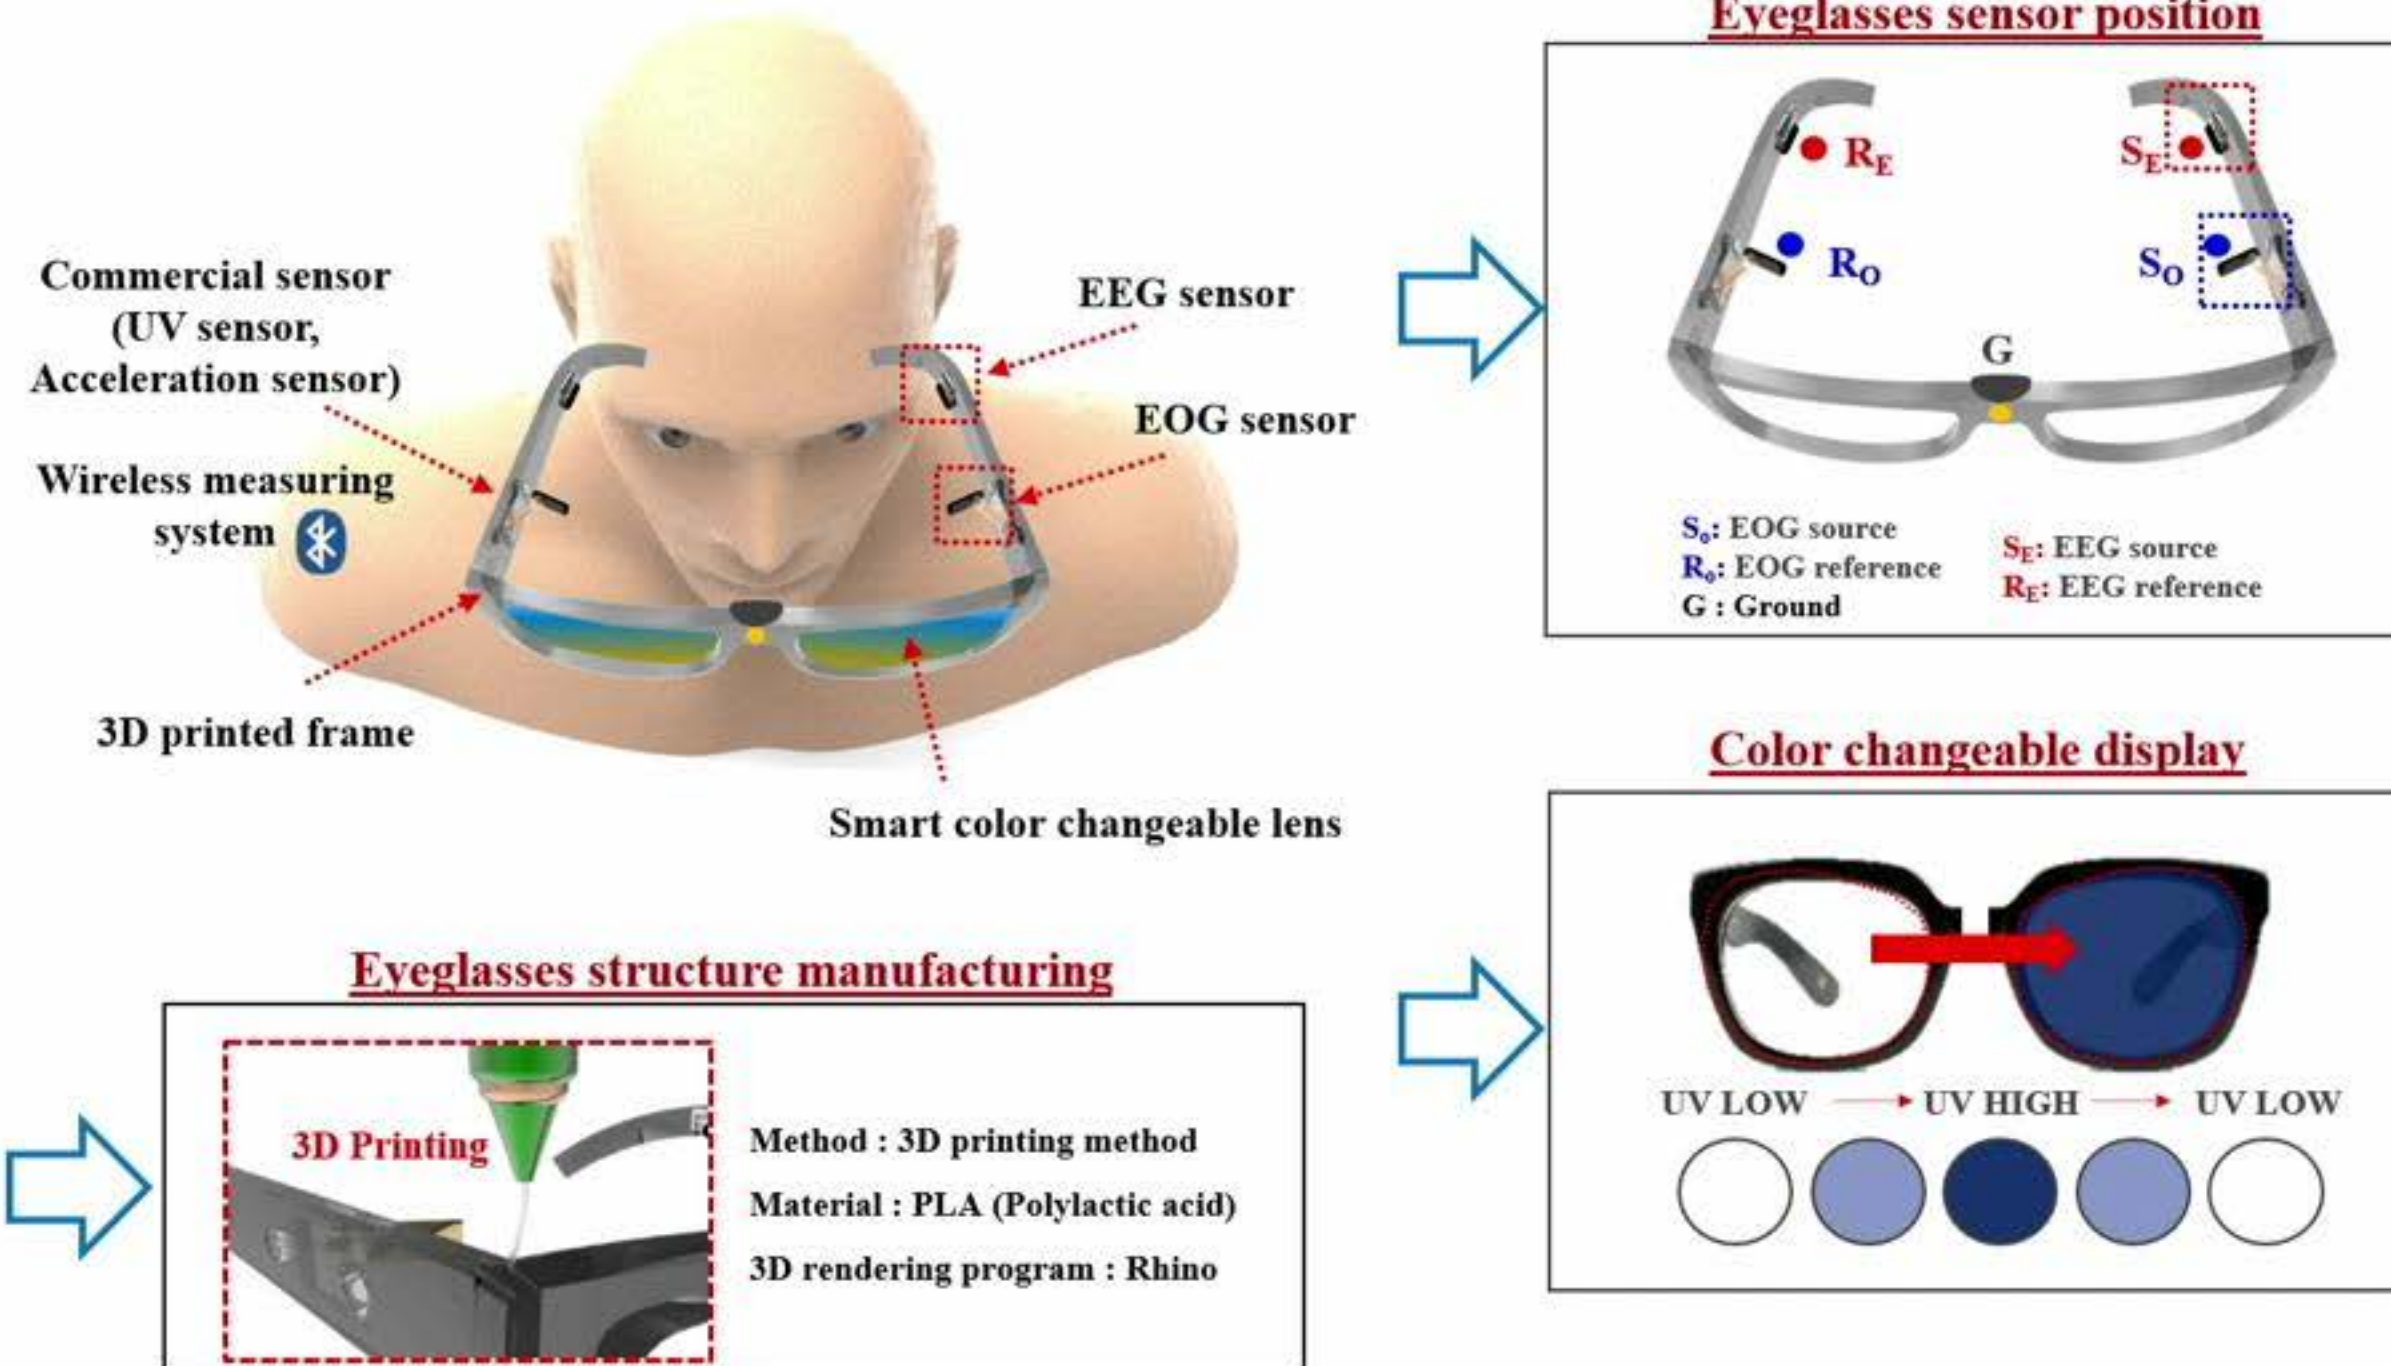 Eyeglasses sensor position
Commercial sensor
(UV sensor,
Acceleration sensor)
Wireless measuring
system
3D printed frame
EEG sensor
EOG sensor
Smart color changeable lens
RE
SE
RO
SO
G
So: EOG source
Ro: EOG reference
G : Ground
SE: EEG source
RE: EEG reference
Color changeable display
UV LOW → UV HIGH → UV LOW
Eyeglasses structure manufacturing
3D Printing
Method : 3D printing method
Material : PLA (Polylactic acid)
3D rendering program : Rhino